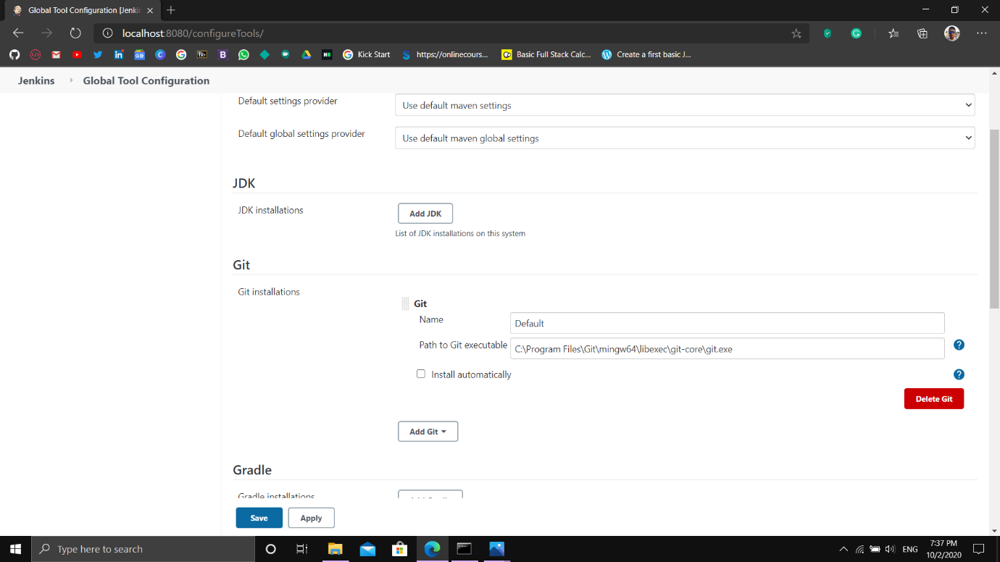 Global Tool Configuration [Jenkin
localhost:8080/configureTools/
Kick Start
https://onlinecours...
Basic Full Stack Calc...
Create a first basic J...
Jenkins
Global Tool Configuration
Default settings provider
Use default maven settings
Default global settings provider
Use default maven global settings
JDK
JDK installations
Add JDK
List of JDK installations on this system
Git
Git installations
Git
Name
Default
Path to Git executable
C:\Program Files\Git\mingw64\libexec\git-core\git.exe
Install automatically
Delete Git
Add Git
Gradle
Gradle installations
Save
Apply
Type here to search
ENG
7:37 PM
10/2/2020